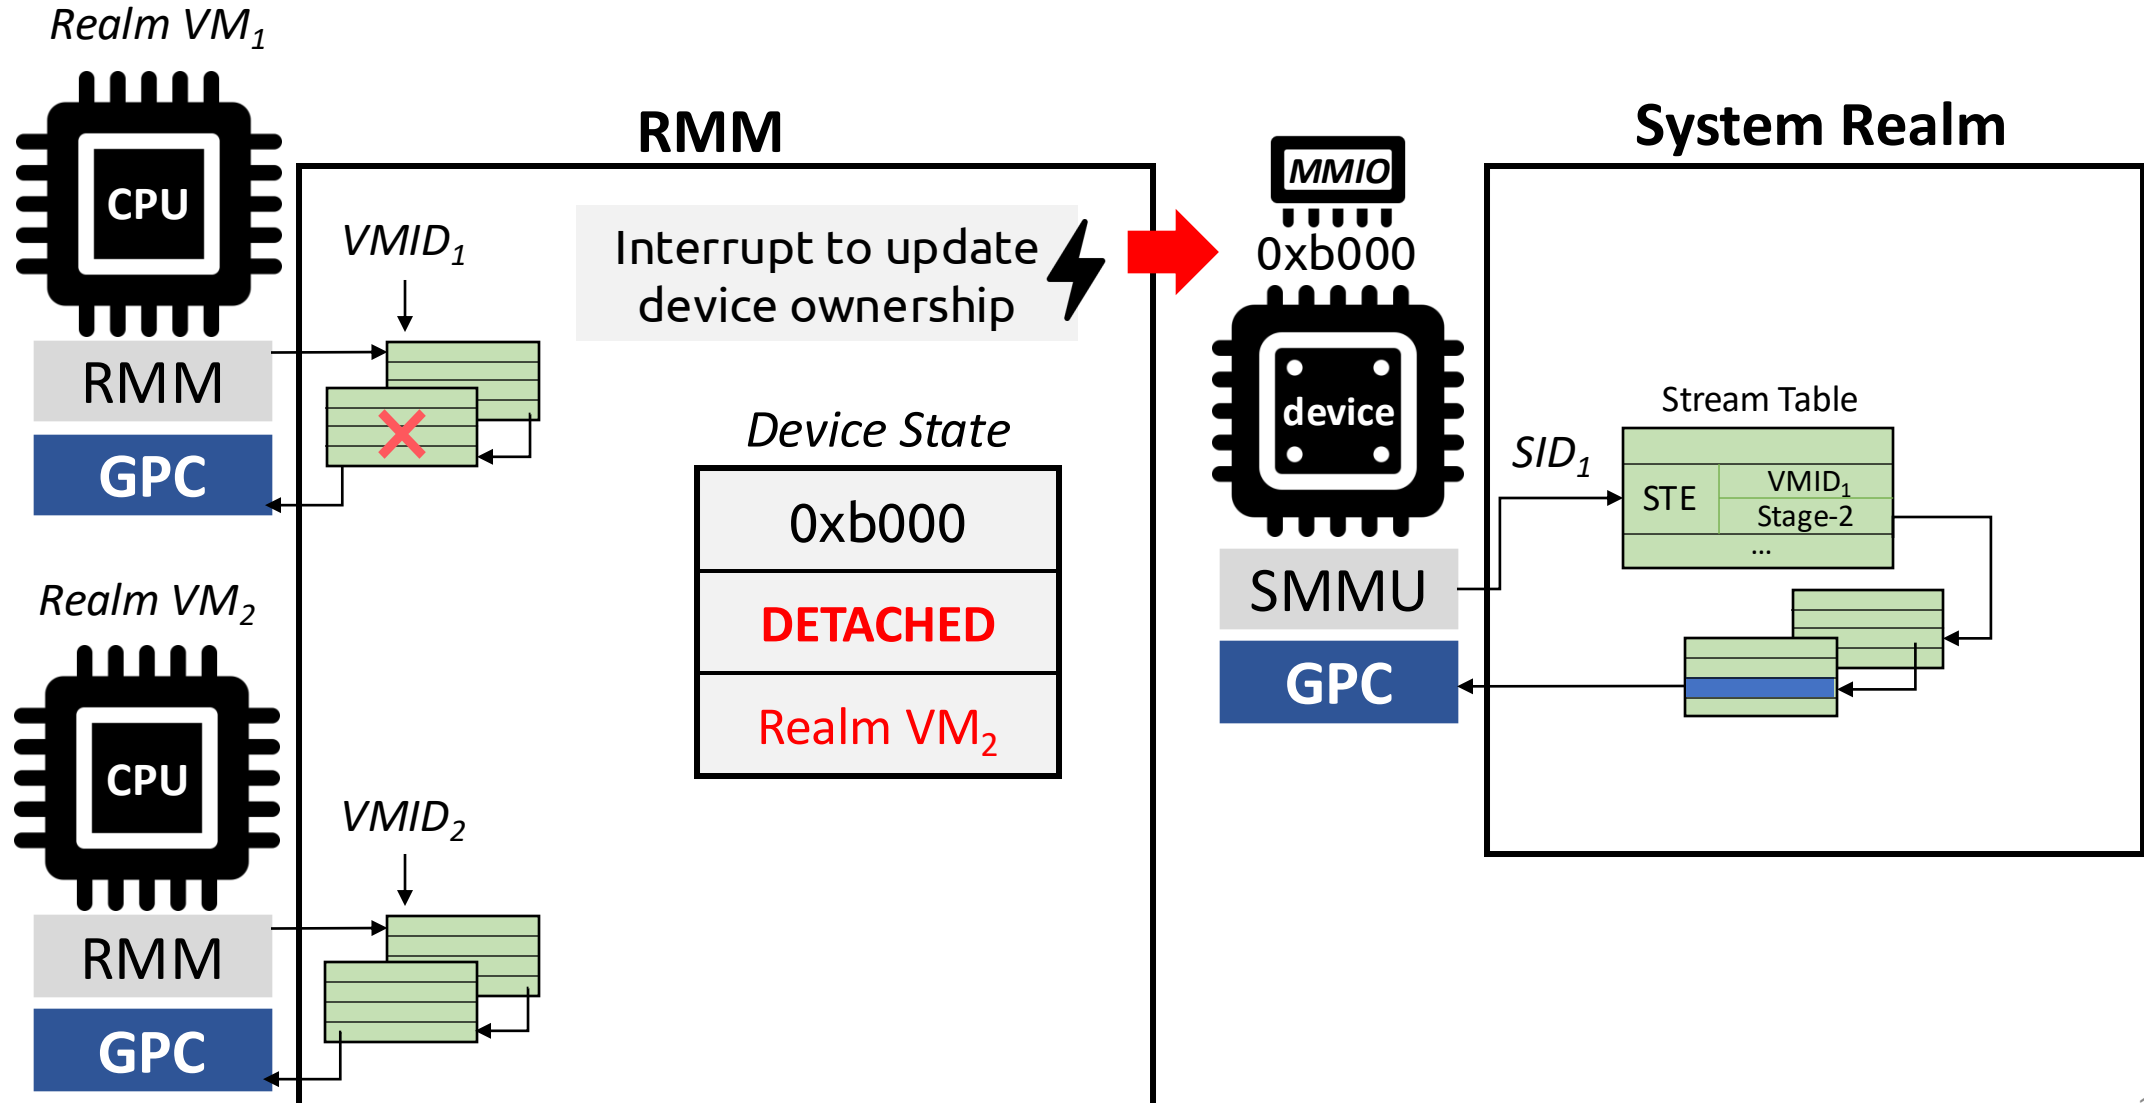 Realm VM1
CPU
RMM
GPC
Realm VM2
CPU
RMM
GPC
RMM
VMID1
Interrupt to update
device ownership
Device State
0xb000
DETACHED
Realm VM2
VMID2
MMIO
0xb000
device
SMMU
GPC
System Realm
Stream Table
SID1
STE
VMID1
Stage-2
...